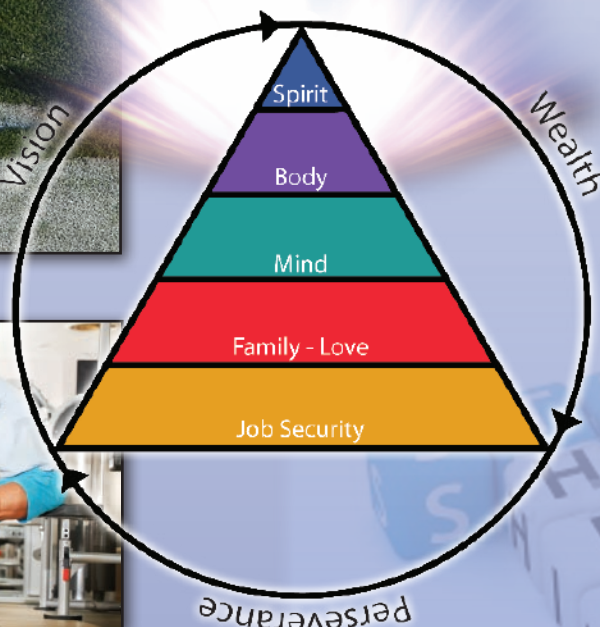 Vision
Wealth
Spirit
Body
Mind
Family - Love
Job Security
Perseverance
S
H
N